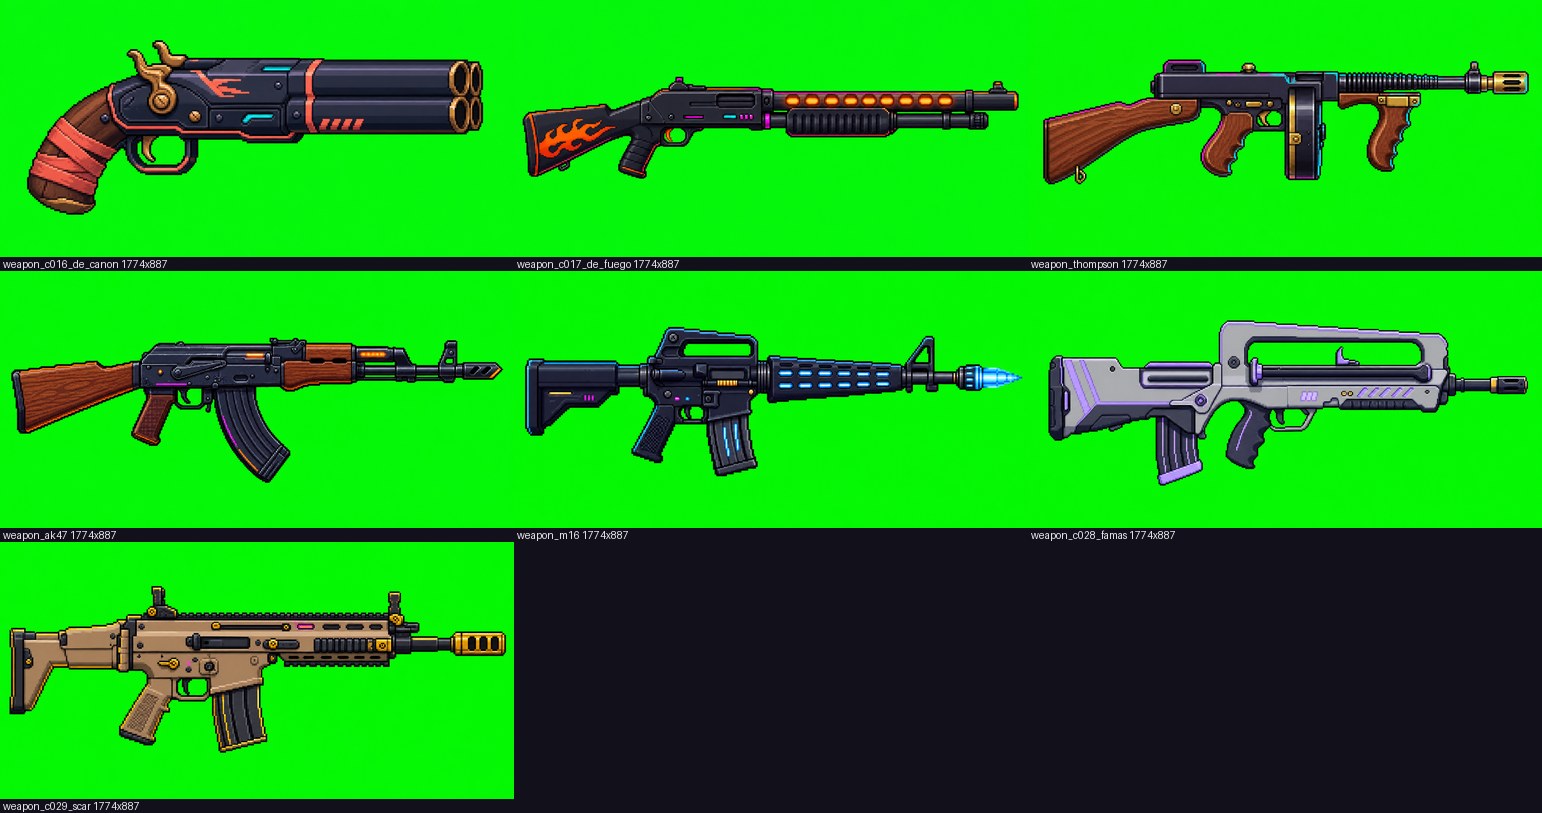 weapon_c016_de_canon 1774x887
weapon_c017_de_fuego 1774x887
weapon_thompson 1774x887
weapon_ak47 1774x887
weapon_m16 1774x887
weapon_c028_famas 1774x887
weapon_c029_scar 1774x887